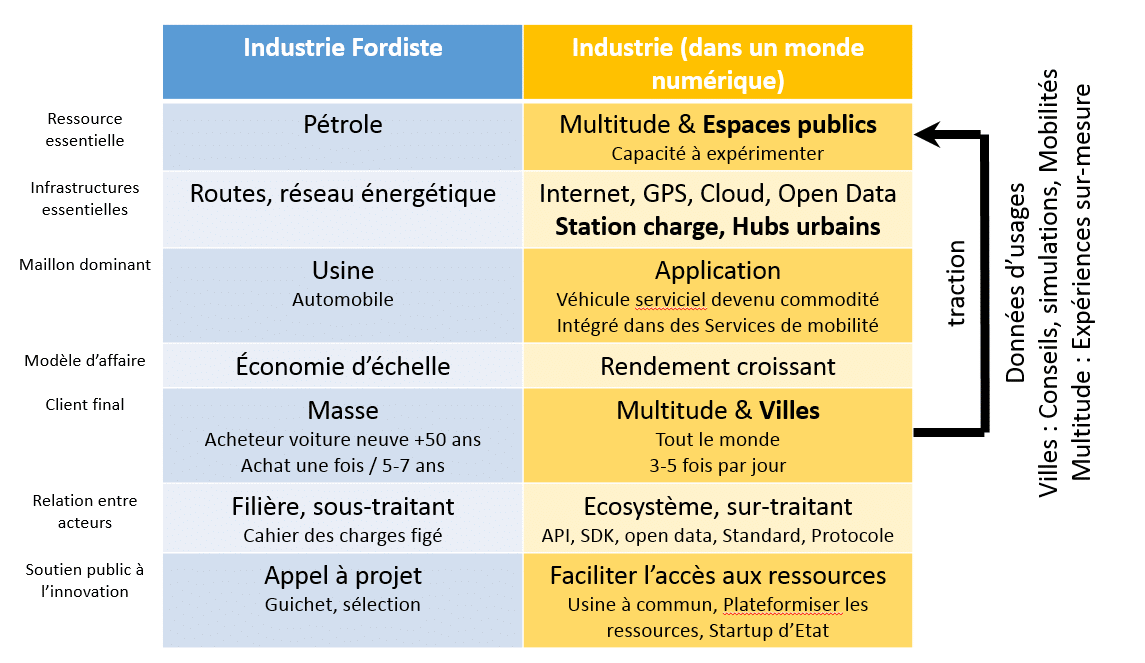 Industrie Fordiste
Industrie (dans un monde
numérique)
Ressource
essentielle
Pétrole
Multitude & Espaces publics
Capacité à expérimenter
Infrastructures
essentielles
Routes, réseau énergétique
Internet, GPS, Cloud, Open Data
Station charge, Hubs urbains
Maillon dominant
Usine
Automobile
Application
Véhicule serviciel devenu commodité
Intégré dans des Services de mobilité
Modèle d’affaire
Économie d’échelle
Rendement croissant
Client final
Masse
Acheteur voiture neuve +50 ans
Achat une fois / 5-7 ans
Multitude & Villes
Tout le monde
3-5 fois par jour
Relation entre
acteurs
Filière, sous-traitant
Cahier des charges figé
Ecosystème, sur-traitant
API, SDK, open data, Standard, Protocole
Soutien public à
l’innovation
Appel à projet
Guichet, sélection
Faciliter l’accès aux ressources
Usine à commun, Plateformiser les
ressources, Startup d’Etat
traction
Données d’usages
Villes : Conseils, simulations, Mobilités
Multitude : Expériences sur-mesure